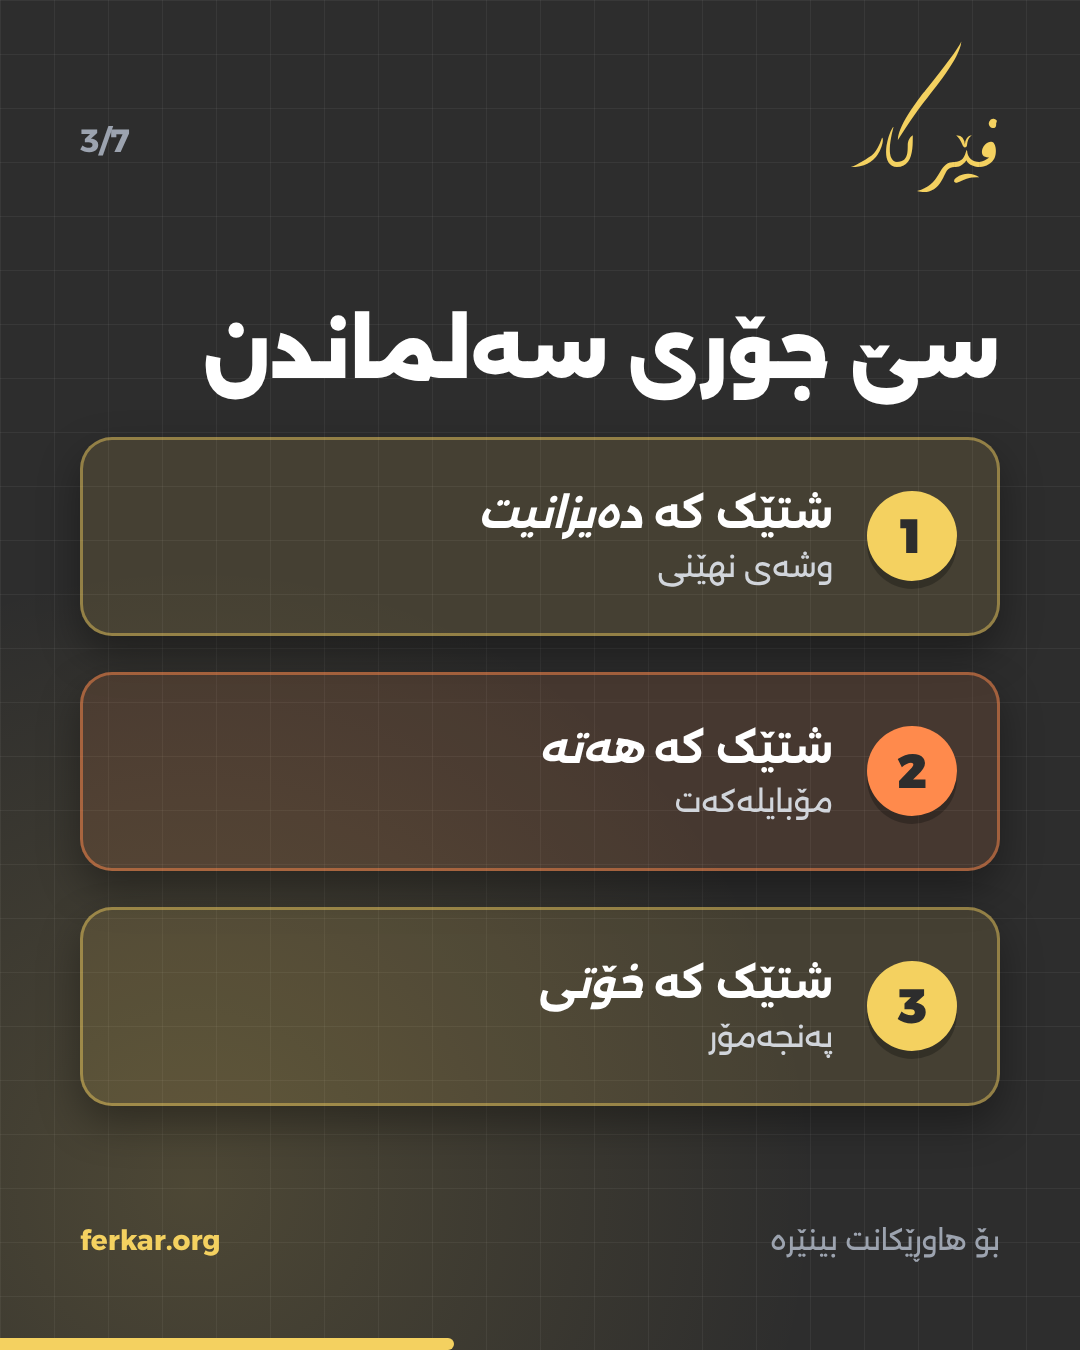 فێرکار
3/7
سێ جۆری سەلماندن
1
شتێک کە دەیزانیت
وشەی نهێنی
2
شتێک کە هەتە
مۆبایلەکەت
3
شتێک کە خۆتی
پەنجەمۆر
بۆ هاوڕێکانت بینێرە
ferkar.org